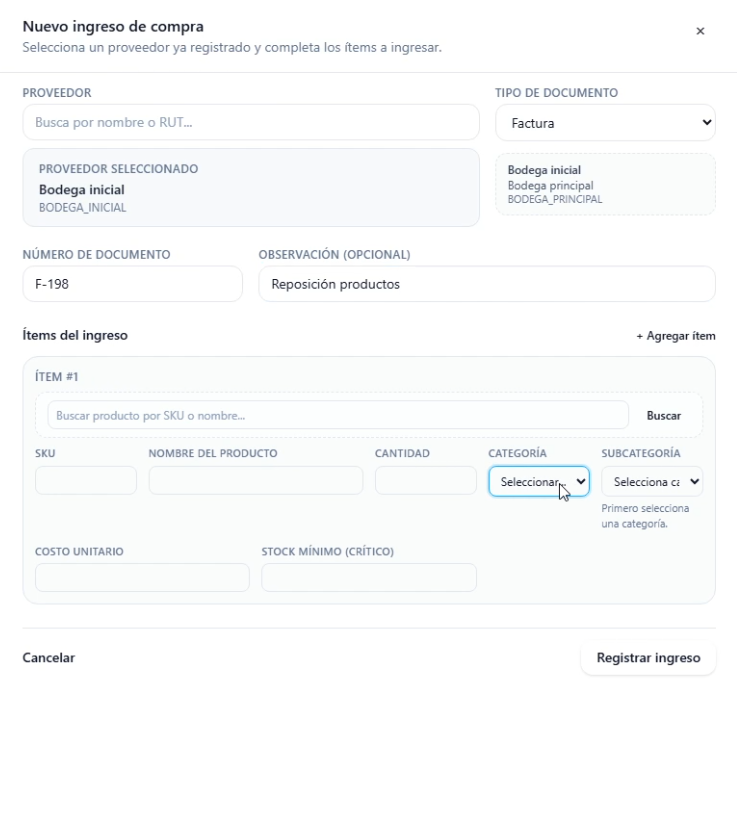 Nuevo ingreso de compra
×
Selecciona un proveedor ya registrado y completa los ítems a ingresar.
PROVEEDOR
TIPO DE DOCUMENTO
Busca por nombre o RUT...
Factura
PROVEEDOR SELECCIONADO
Bodega inicial
BODEGA_INICIAL
Bodega inicial
Bodega principal
BODEGA_PRINCIPAL
NÚMERO DE DOCUMENTO
OBSERVACIÓN (OPCIONAL)
F-198
Reposición productos
Ítems del ingreso
+ Agregar ítem
ÍTEM #1
Buscar producto por SKU o nombre...
Buscar
SKU
NOMBRE DEL PRODUCTO
CANTIDAD
CATEGORÍA
SUBCATEGORÍA
Seleccionar...
Selecciona ca
Primero selecciona
una categoría.
COSTO UNITARIO
STOCK MÍNIMO (CRÍTICO)
Cancelar
Registrar ingreso